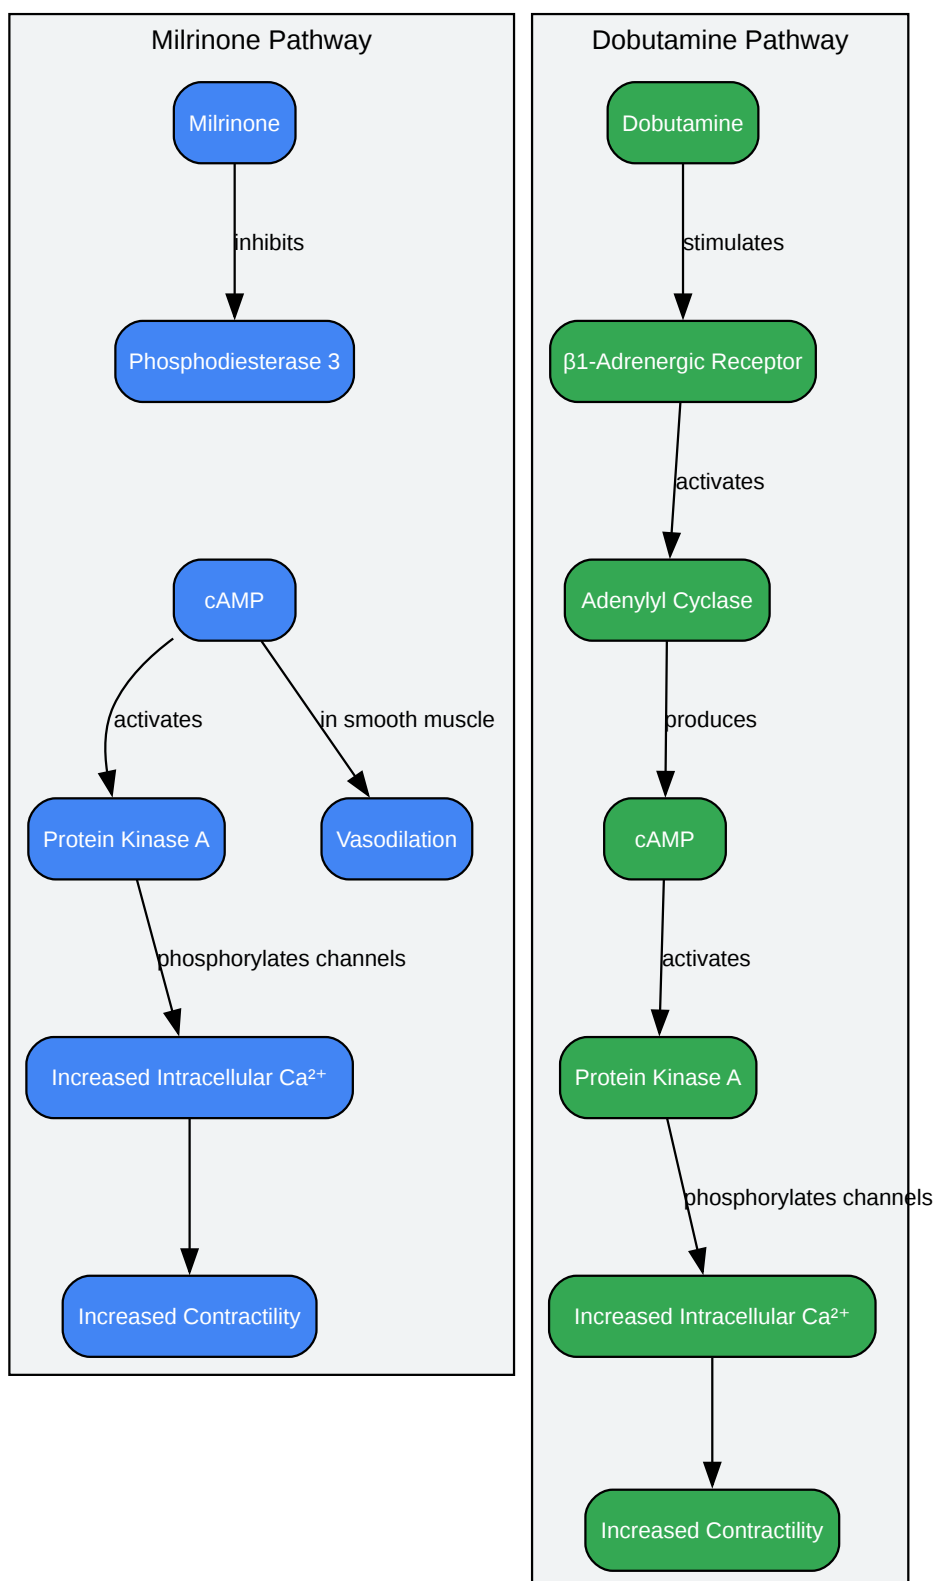 Milrinone Pathway
Milrinone
inhibits
Phosphodiesterase 3
cAMP
activates
in smooth muscle
Protein Kinase A
Vasodilation
phosphorylates channels
Increased Intracellular Ca²⁺
Increased Contractility
Dobutamine Pathway
Dobutamine
stimulates
β1-Adrenergic Receptor
activates
Adenylyl Cyclase
produces
cAMP
activates
Protein Kinase A
phosphorylates channels
Increased Intracellular Ca²⁺
Increased Contractility